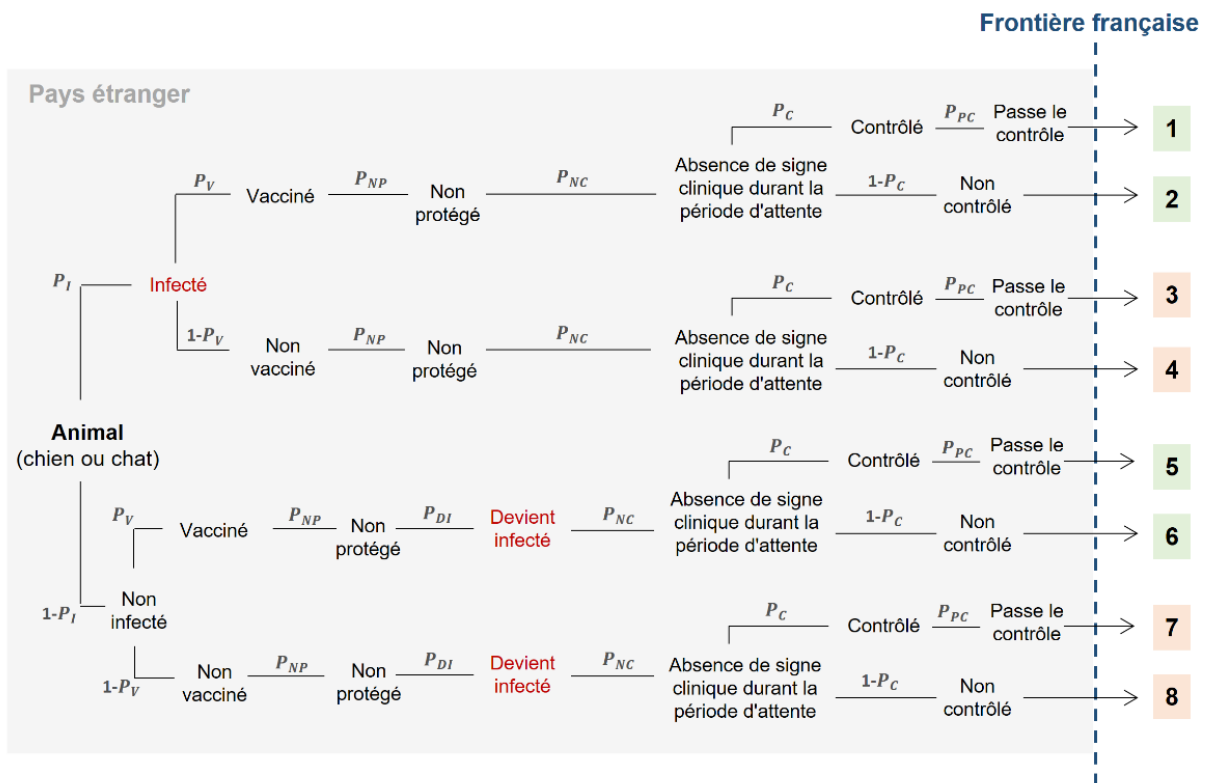 Frontière française
Pays étranger
P_C
Contrôlé
P_PC
Passe le
contrôle
1
P_V
Vacciné
P_NP
Non
protégé
P_NC
Absence de signe
clinique durant la
période d'attente
1-P_C
Non
contrôlé
2
P_I
Infecté
P_C
Contrôlé
P_PC
Passe le
contrôle
3
1-P_V
Non
vacciné
P_NP
Non
protégé
P_NC
Absence de signe
clinique durant la
période d'attente
1-P_C
Non
contrôlé
4
Animal
(chien ou chat)
P_C
Contrôlé
P_PC
Passe le
contrôle
5
P_V
Vacciné
P_NP
Non
protégé
P_DI
Devient
infecté
P_NC
Absence de signe
clinique durant la
période d'attente
1-P_C
Non
contrôlé
6
1-P_I
Non
infecté
P_C
Contrôlé
P_PC
Passe le
contrôle
7
1-P_V
Non
vacciné
P_NP
Non
protégé
P_DI
Devient
infecté
P_NC
Absence de signe
clinique durant la
période d'attente
1-P_C
Non
contrôlé
8